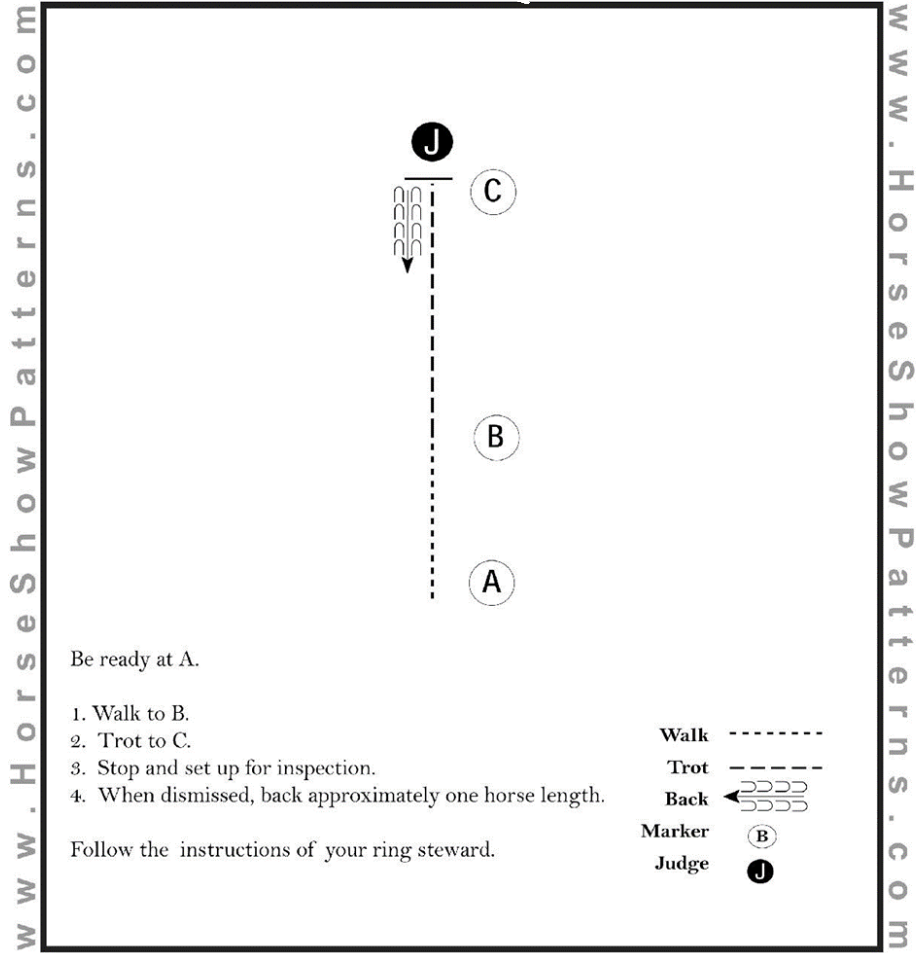 www.HorseShowPatterns.com
www.HorseShowPatterns.com
J
C
B
A
Be ready at A.
1. Walk to B.
2. Trot to C.
3. Stop and set up for inspection.
4. When dismissed, back approximately one horse length.
Follow the instructions of your ring steward.
Walk
Trot
Back
Marker B
Judge J